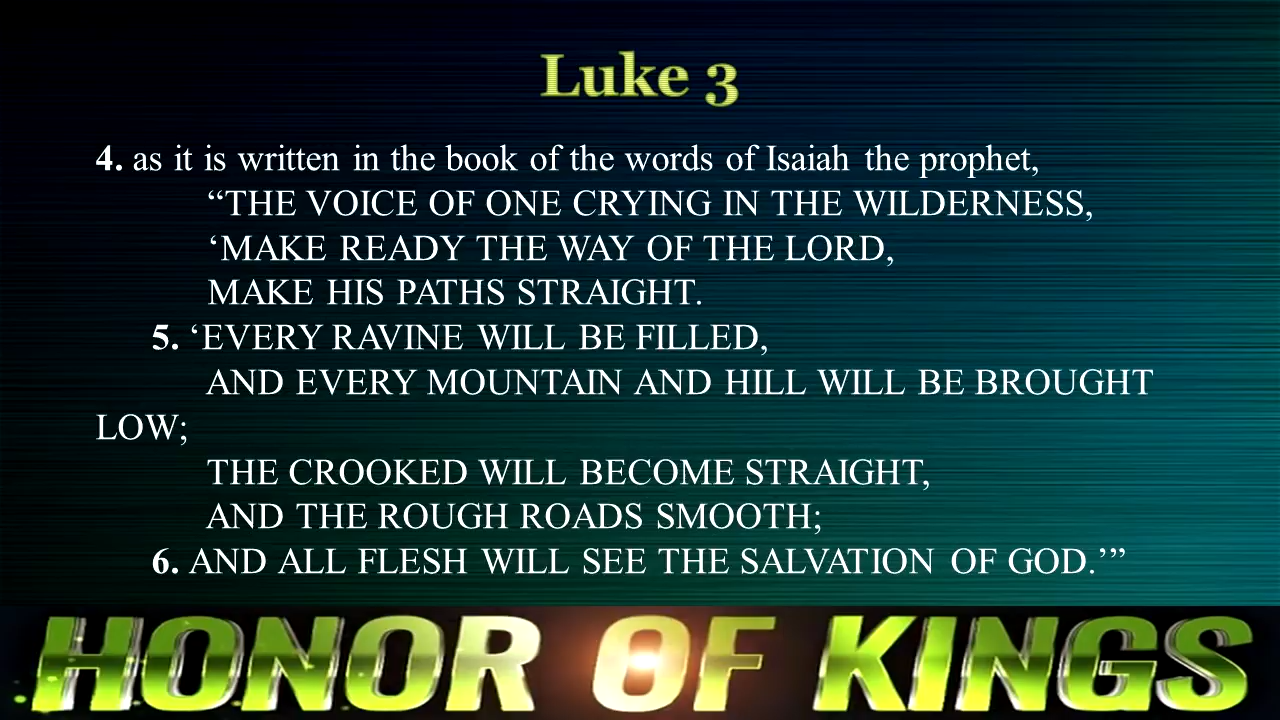 Luke 3
4. as it is written in the book of the words of Isaiah the prophet,
“THE VOICE OF ONE CRYING IN THE WILDERNESS,
‘MAKE READY THE WAY OF THE LORD,
MAKE HIS PATHS STRAIGHT.
5. ‘EVERY RAVINE WILL BE FILLED,
AND EVERY MOUNTAIN AND HILL WILL BE BROUGHT
LOW;
THE CROOKED WILL BECOME STRAIGHT,
AND THE ROUGH ROADS SMOOTH;
6. AND ALL FLESH WILL SEE THE SALVATION OF GOD.’”
HONOR OF KINGS